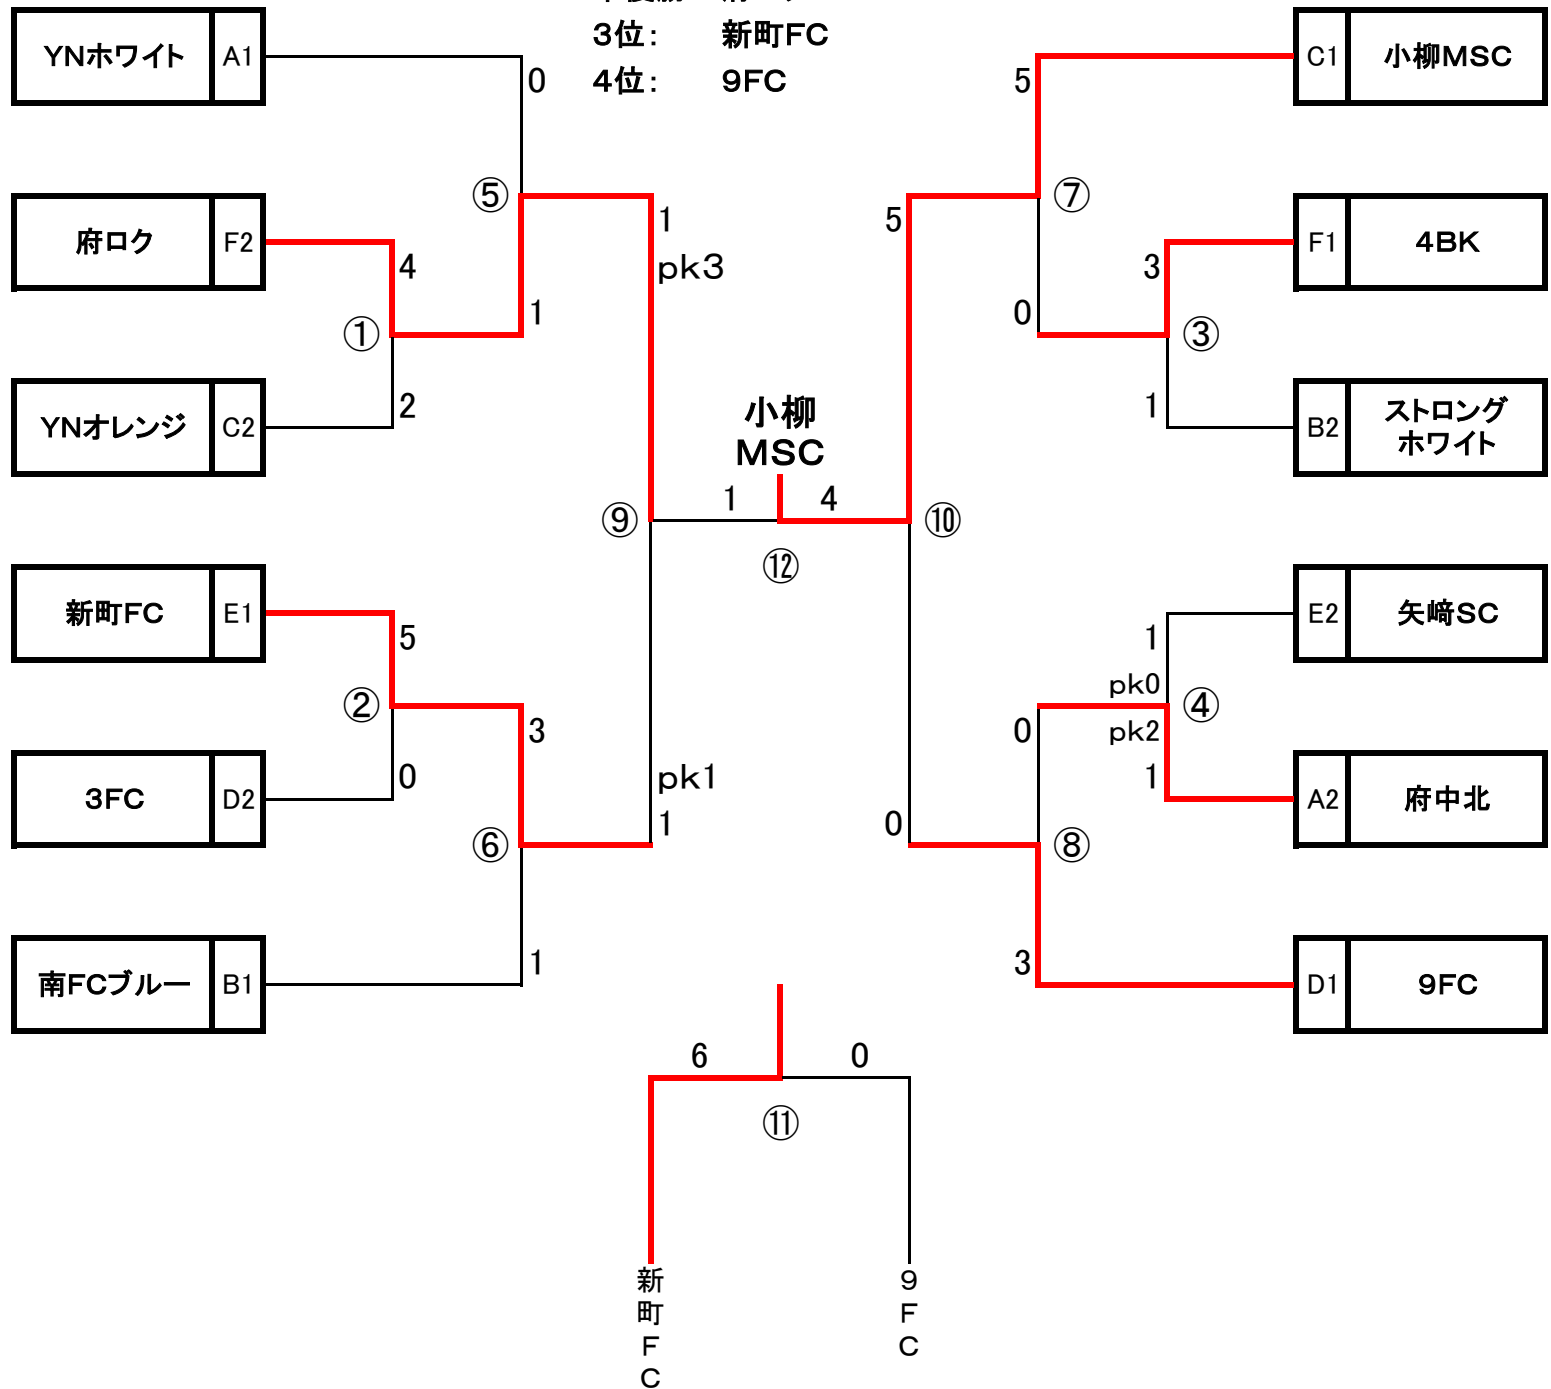 3位： 新町FC
4位： 9FC
YNホワイト A1
0
5
C1 小柳MSC
⑤
⑦
府ロク F2
4
1
pk3
5
3
F1 4BK
①
1
0
③
YNオレンジ C2
2
1
B2 ストロング
ホワイト
小柳
MSC
1 4
⑨
⑩
⑫
新町FC E1
5
1
E2 矢﨑SC
pk0
②
④
3
0
pk2
3FC D2
0
pk1
1
A2 府中北
1
0
⑥
⑧
南FCブルー B1
1
3
D1 9FC
6 0
⑪
新町FC
9FC